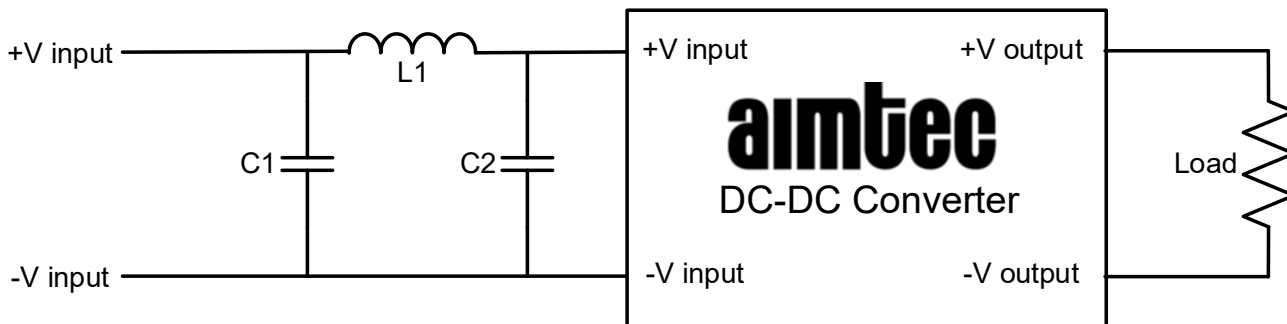 +V input
L1
C1
C2
-V input
+V input
+V output
aimtec
DC-DC Converter
-V input
-V output
Load